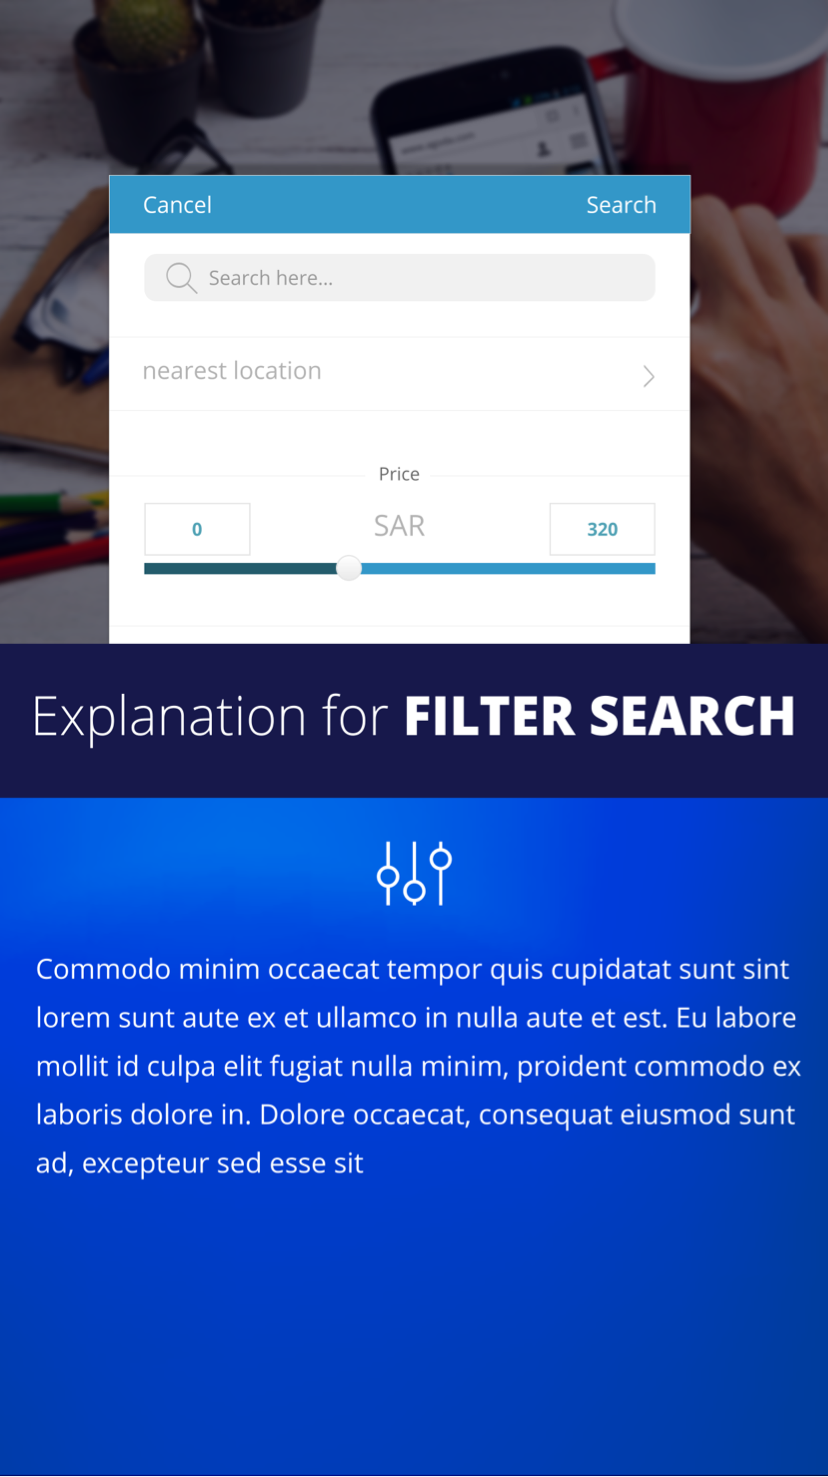 Cancel
Search
Search here...
nearest location
Price
0
SAR
320
Explanation for FILTER SEARCH
Commodo minim occaecat tempor quis cupidatat sunt sint
lorem sunt aute ex et ullamco in nulla aute et est. Eu labore
mollit id culpa elit fugiat nulla minim, proident commodo ex
laboris dolore in. Dolore occaecat, consequat eiusmod sunt
ad, excepteur sed esse sit